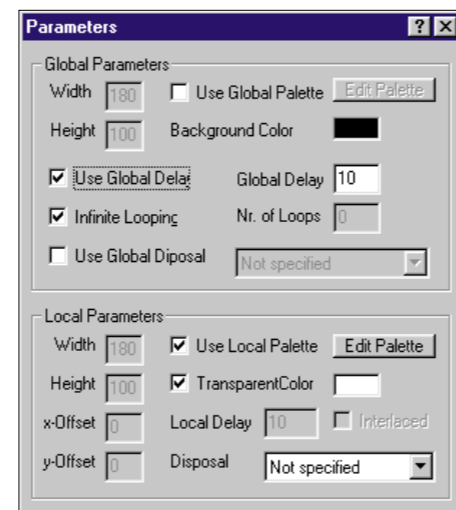 Parameters
Global Parameters
Width 180 Use Global Palette Edit Palette
Height 100 Background Color
Use Global Delay Global Delay 10
Infinite Looping Nr. of Loops 0
Use Global Diposal Not specified
Local Parameters
Width 180 Use Local Palette Edit Palette
Height 100 TransparentColor
x-Offset 0 Local Delay 10 Interlaced
y-Offset 0 Disposal Not specified